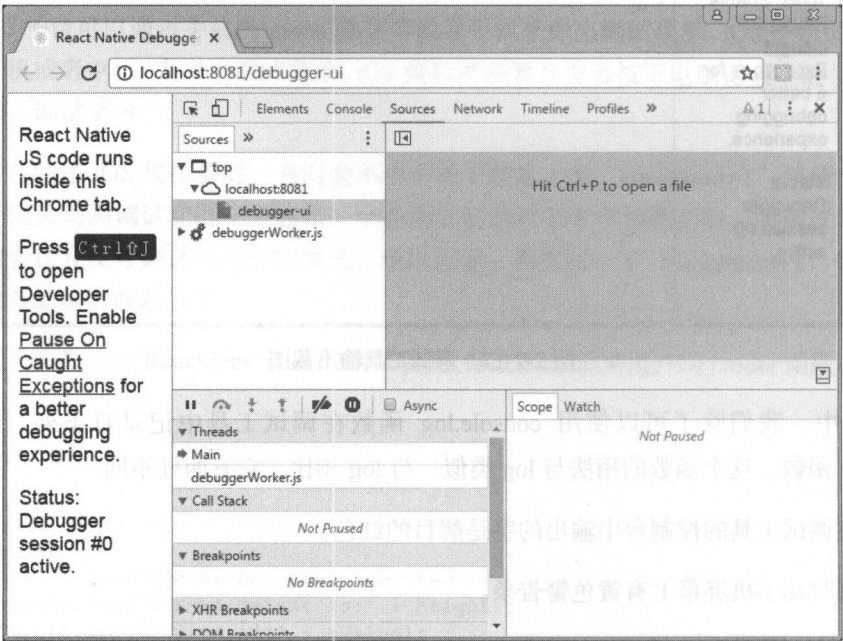 React Native Debugge
localhost:8081/debugger-ui
React Native
JS code runs
inside this
Chrome tab.
Press Ctrl⇧J
to open
Developer
Tools. Enable
Pause On
Caught
Exceptions for
a better
debugging
experience.
Status:
Debugger
session #0
active.
Elements Console Sources Network Timeline Profiles » 1
Sources »
top
localhost:8081
debugger-ui
debuggerWorker.js
Hit Ctrl+P to open a file
Async
Threads
Main
debuggerWorker.js
Call Stack
Not Paused
Breakpoints
No Breakpoints
XHR Breakpoints
DOM Breakpoints
Scope Watch
Not Paused